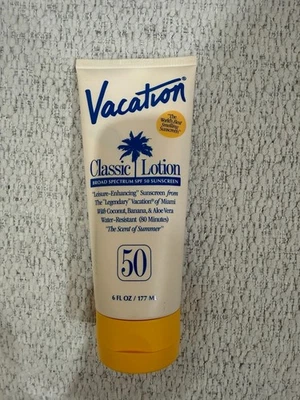 Vacation®
"The
World's Best
Smelling
Sunscreen"
Classic Lotion
BROAD SPECTRUM SPF 50 SUNSCREEN
"Leisure-Enhancing" Sunscreen from
The "Legendary" Vacation® of Miami
With Coconut, Banana, & Aloe Vera
Water-Resistant (80 Minutes)
"The Scent of Summer"
50
6 FL OZ / 177 M